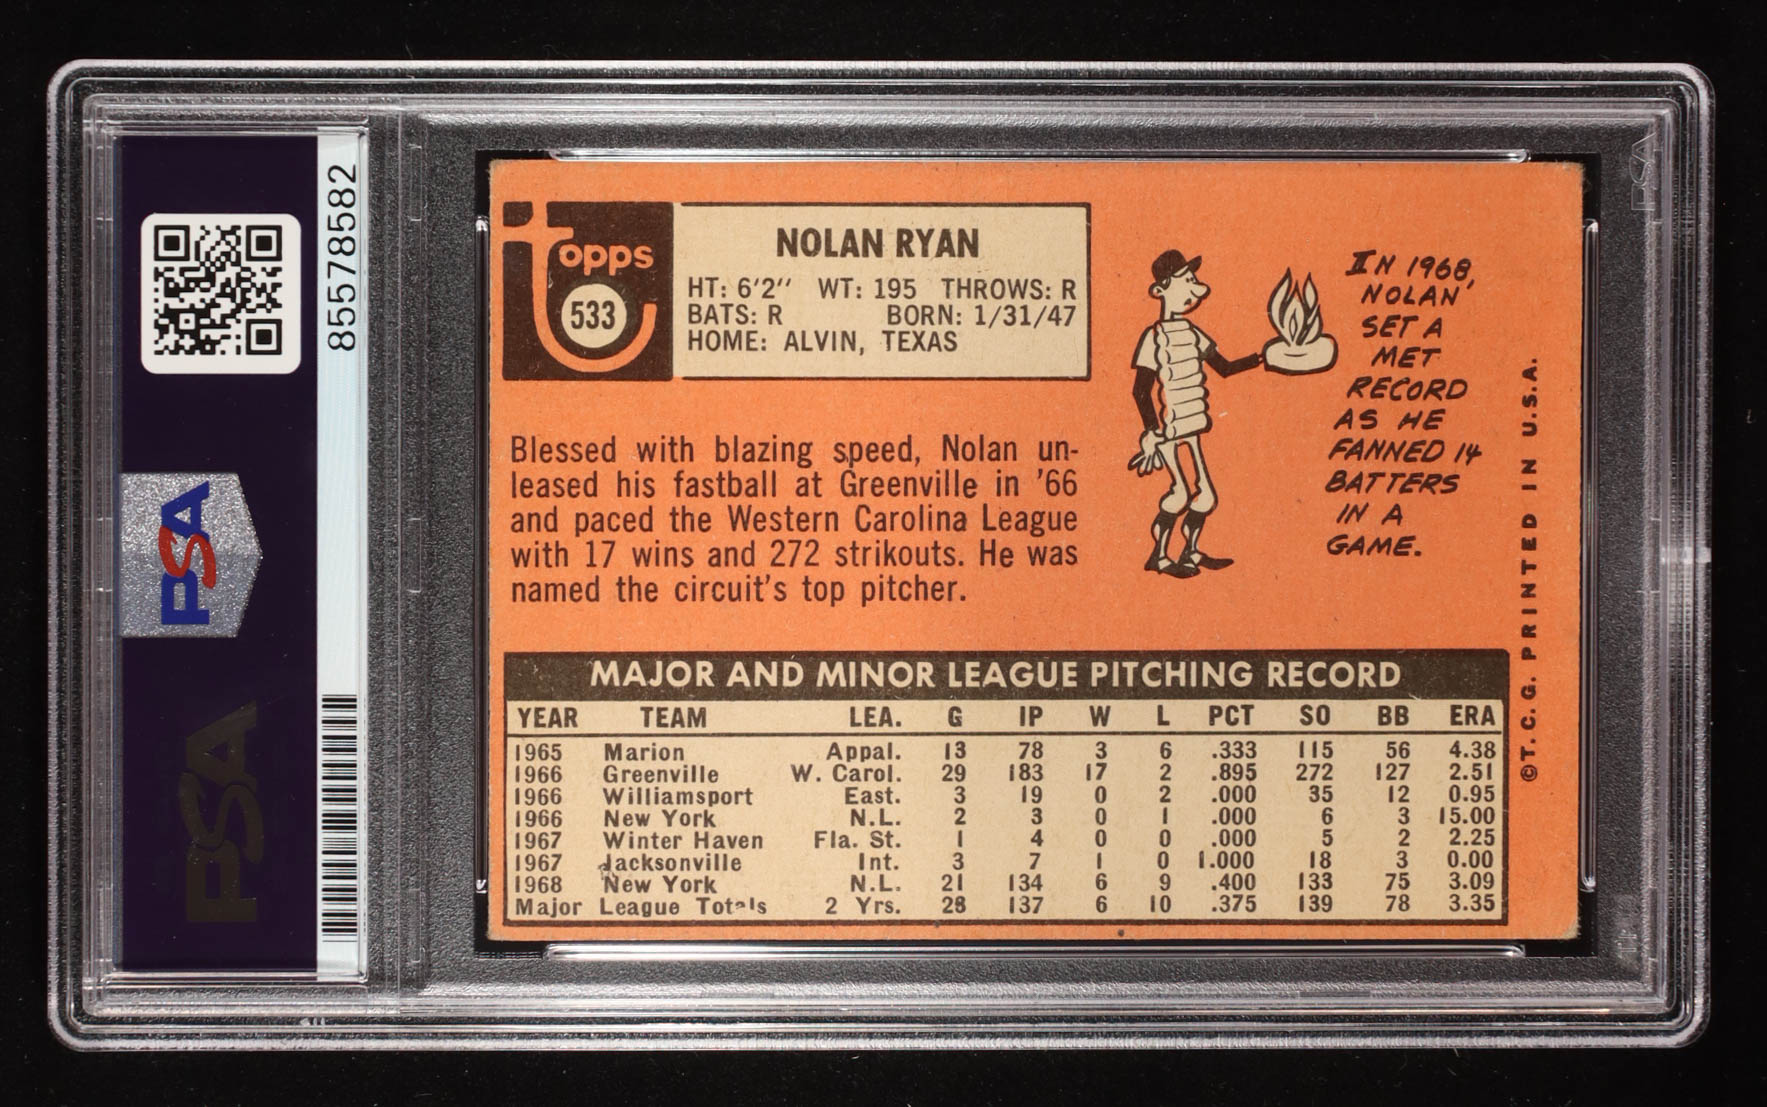 85578582
PSA
PSA
PSA
topps
533
NOLAN RYAN
HT: 6'2" WT: 195 THROWS: R
BATS: R BORN: 1/31/47
HOME: ALVIN, TEXAS
IN 1968,
NOLAN
SET A
MET
RECORD
AS HE
FANNED 14
BATTERS
IN A
GAME.
Blessed with blazing speed, Nolan un-
leased his fastball at Greenville in '66
and paced the Western Carolina League
with 17 wins and 272 strikouts. He was
named the circuit's top pitcher.
MAJOR AND MINOR LEAGUE PITCHING RECORD
YEAR TEAM LEA. G IP W L PCT SO BB ERA
1965 Marion Appal. 13 78 3 6 .333 115 56 4.38
1966 Greenville W. Carol. 29 183 17 2 .895 272 127 2.51
1966 Williamsport East. 3 19 0 2 .000 35 12 0.95
1966 New York N.L. 2 3 0 1 .000 6 3 15.00
1967 Winter Haven Fla. St. 1 4 0 0 .000 5 2 2.25
1967 Jacksonville Int. 3 7 1 0 1.000 18 3 0.00
1968 New York N.L. 21 134 6 9 .400 133 75 3.09
Major League Totals 2 Yrs. 28 137 6 10 .375 139 78 3.35
©T.C.G. PRINTED IN U.S.A.